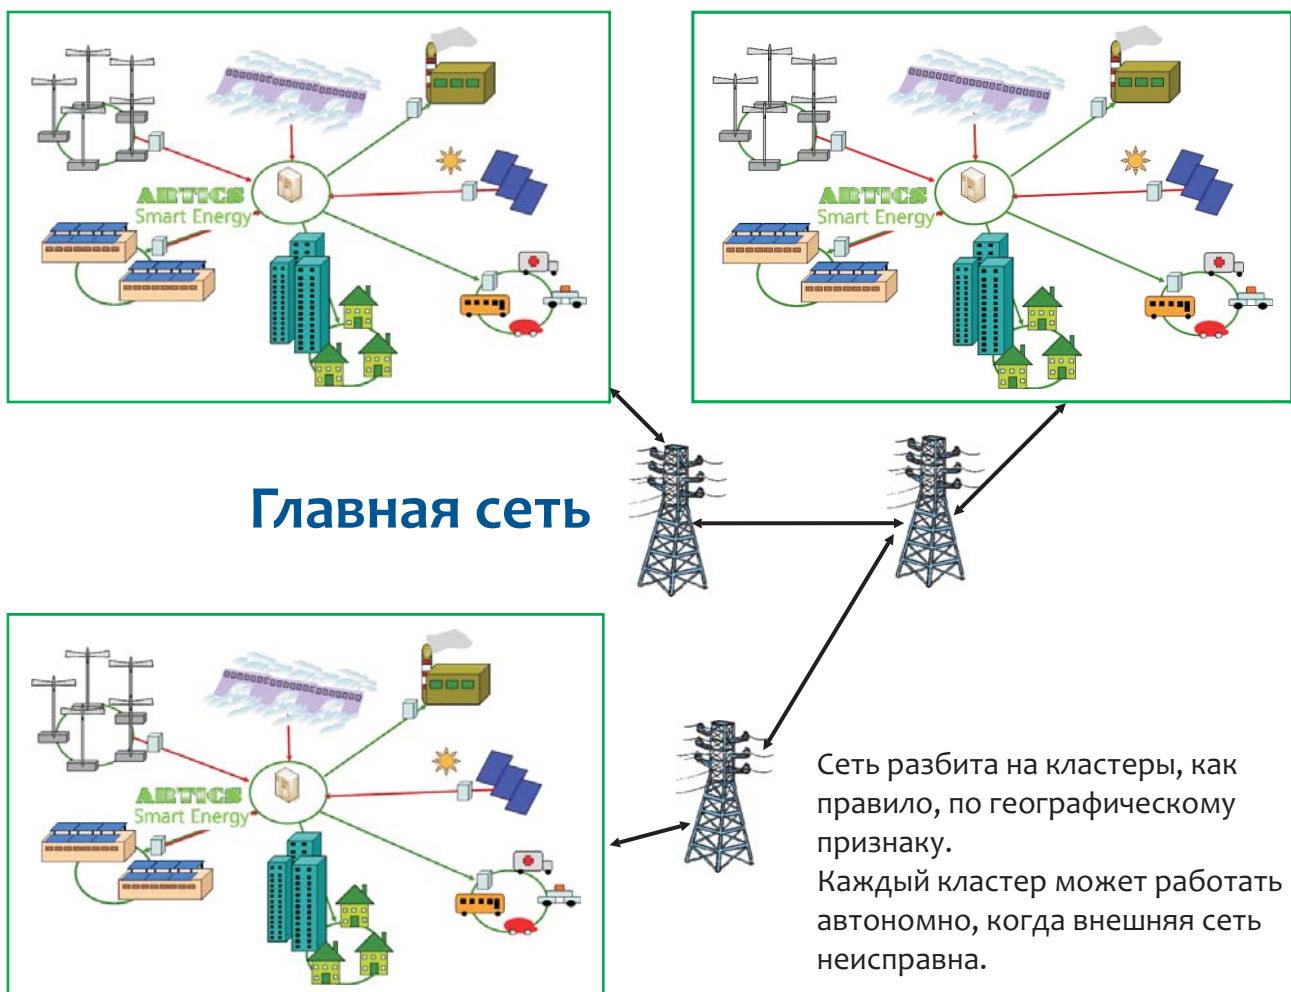 ARTICS
Smart Energy
ARTICS
Smart Energy
Главная сеть
ARTICS
Smart Energy
Сеть разбита на кластеры, как
правило, по географическому
признаку.
Каждый кластер может работать
автономно, когда внешняя сеть
неисправна.